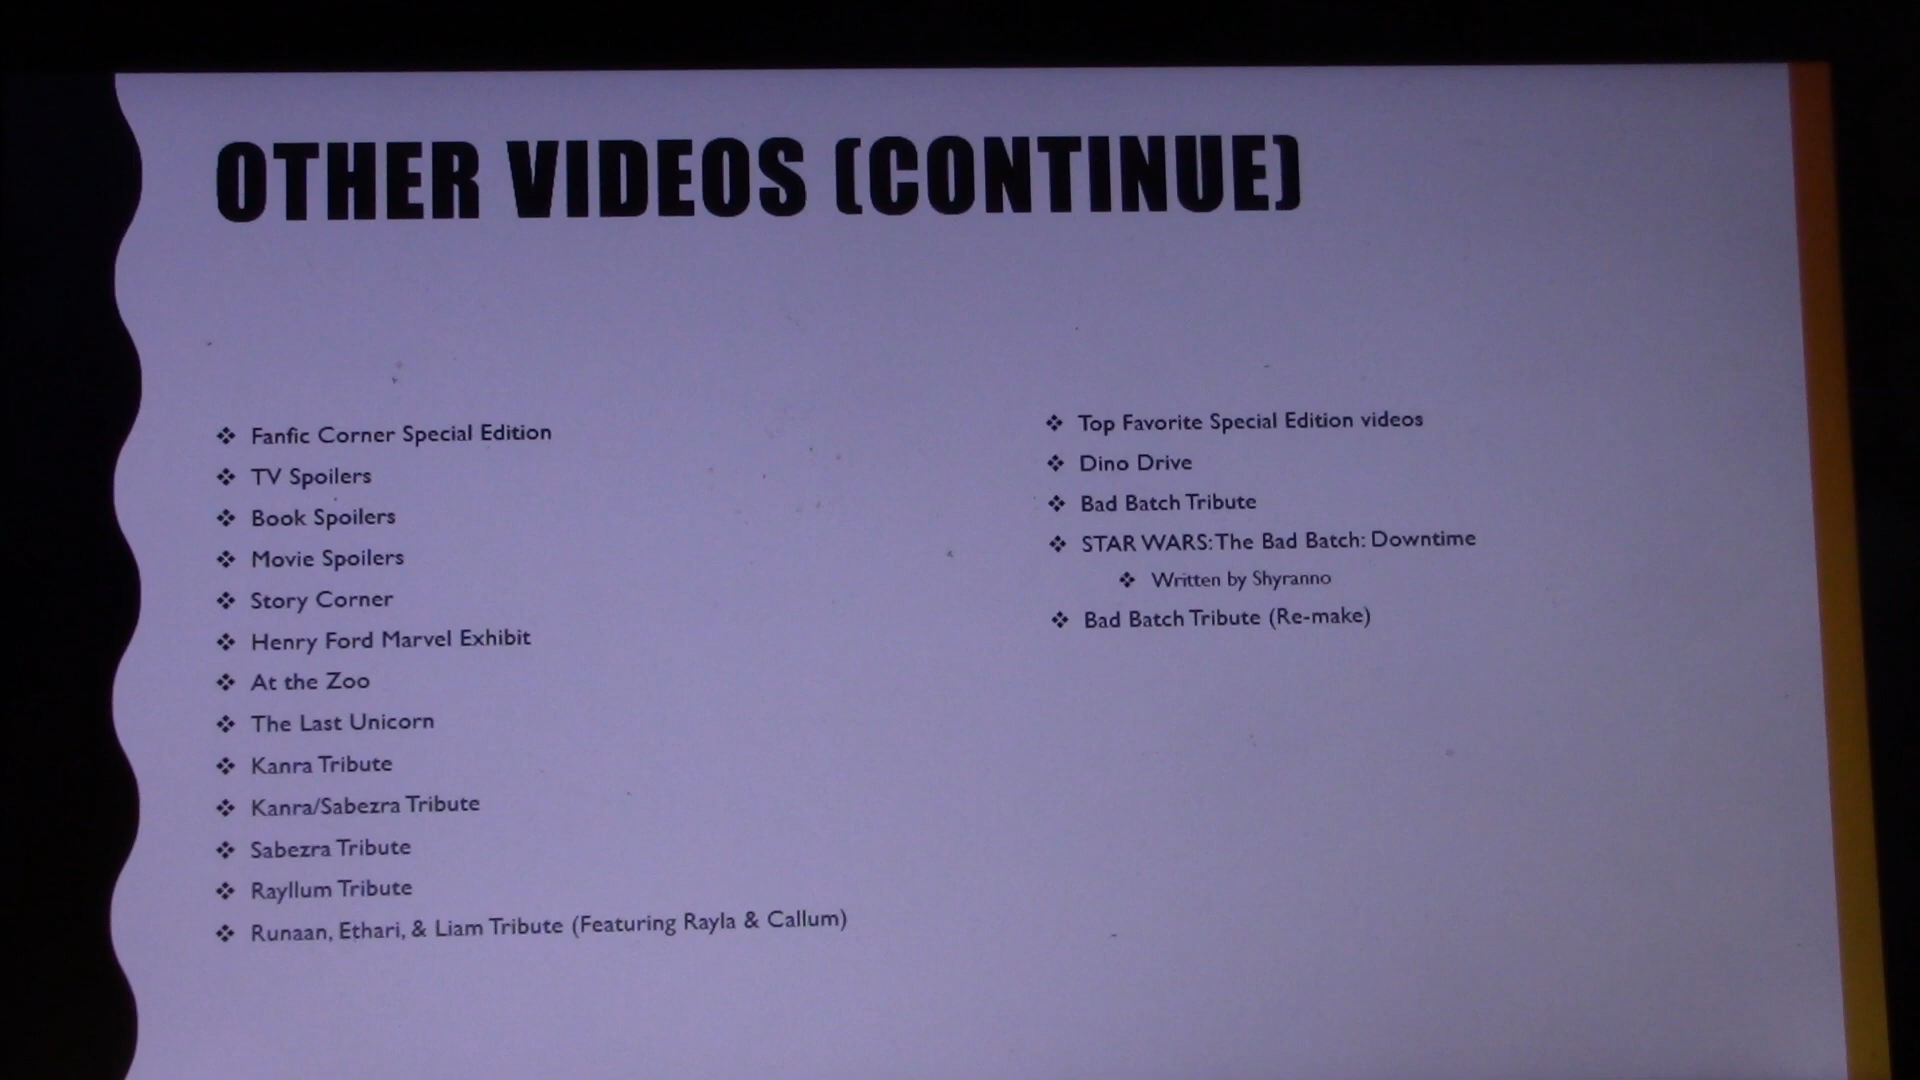 OTHER VIDEOS (CONTINUE)
Fanfic Corner Special Edition
TV Spoilers
Book Spoilers
Movie Spoilers
Story Corner
Henry Ford Marvel Exhibit
At the Zoo
The Last Unicorn
Kanra Tribute
Kanra/Sabezra Tribute
Sabezra Tribute
Rayllum Tribute
Runaan, Ethari, & Liam Tribute (Featuring Rayla & Callum)
Top Favorite Special Edition videos
Dino Drive
Bad Batch Tribute
STAR WARS: The Bad Batch: Downtime
Written by Shyranno
Bad Batch Tribute (Re-make)